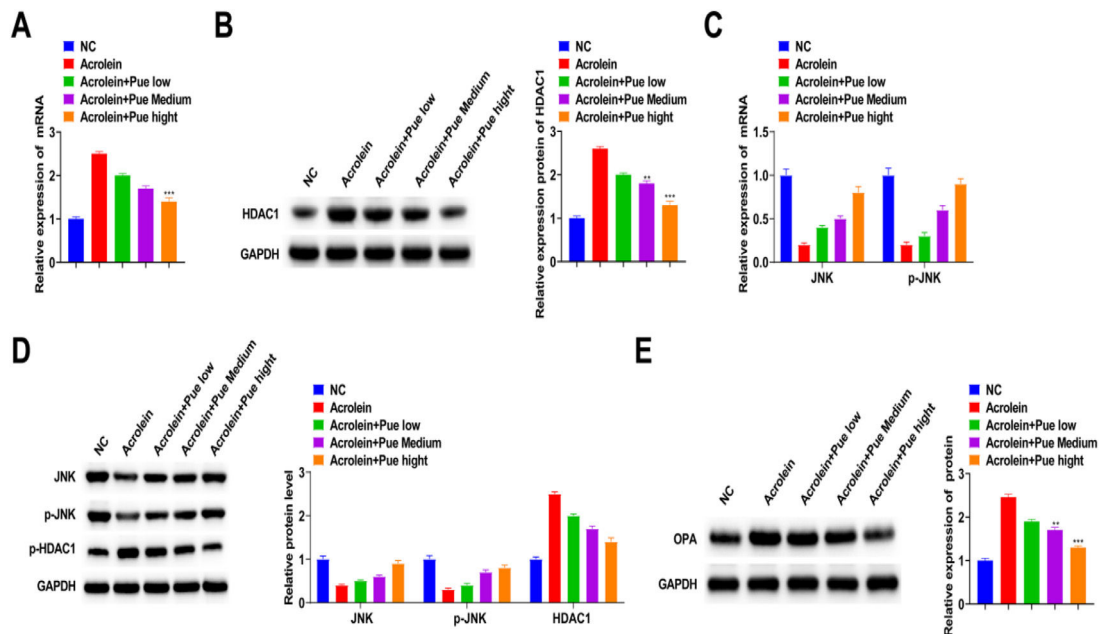 A
NC
Acrolein
Acrolein+Pue low
Acrolein+Pue Medium
Acrolein+Pue hight
Relative expression of mRNA
3
2
1
0
***
B
NC
Acrolein
Acrolein+Pue low
Acrolein+Pue Medium
Acrolein+Pue hight
HDAC1
GAPDH
NC
Acrolein
Acrolein+Pue low
Acrolein+Pue Medium
Acrolein+Pue hight
Relative expression protein of HDAC1
3
2
1
0
**
***
C
NC
Acrolein
Acrolein+Pue low
Acrolein+Pue Medium
Acrolein+Pue hight
Relative expression of mRNA
1.5
1.0
0.5
0.0
JNK
p-JNK
D
NC
Acrolein
Acrolein+Pue low
Acrolein+Pue Medium
Acrolein+Pue hight
JNK
p-JNK
p-HDAC1
GAPDH
NC
Acrolein
Acrolein+Pue low
Acrolein+Pue Medium
Acrolein+Pue hight
Relative protein level
3
2
1
0
JNK
p-JNK
HDAC1
E
NC
Acrolein
Acrolein+Pue low
Acrolein+Pue Medium
Acrolein+Pue hight
OPA
GAPDH
NC
Acrolein
Acrolein+Pue low
Acrolein+Pue Medium
Acrolein+Pue hight
Relative expression of protein
3
2
1
0
**
***